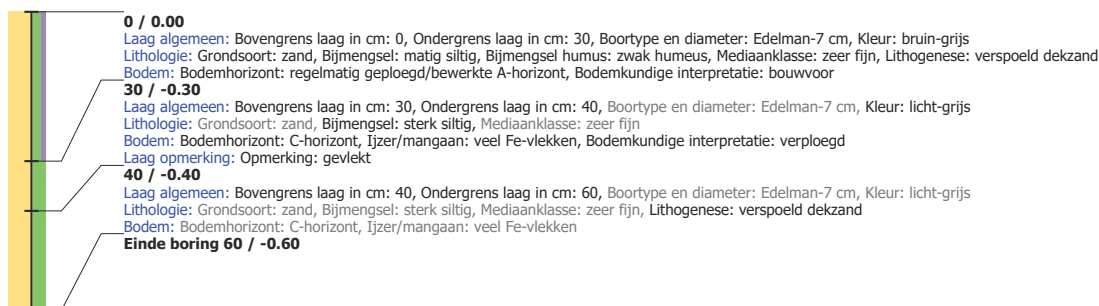 0 / 0.00
Laag algemeen: Bovengrens laag in cm: 0, Ondergrens laag in cm: 30, Boortype en diameter: Edelman-7 cm, Kleur: bruin-grijs
Lithologie: Grondsoort: zand, Bijmengsel: matig siltig, Bijmengsel humus: zwak humeus, Mediaanklasse: zeer fijn, Lithogenese: verspoeld dekzand
Bodem: Bodemhorizont: regelmatig geploegd/bewerkte A-horizont, Bodemkundige interpretatie: bouwvoor
30 / -0.30
Laag algemeen: Bovengrens laag in cm: 30, Ondergrens laag in cm: 40, Boortype en diameter: Edelman-7 cm, Kleur: licht-grijs
Lithologie: Grondsoort: zand, Bijmengsel: sterk siltig, Mediaanklasse: zeer fijn
Bodem: Bodemhorizont: C-horizont, Ijzer/mangaan: veel Fe-vlekken, Bodemkundige interpretatie: verploegd
Laag opmerking: Opmerking: gevlekt
40 / -0.40
Laag algemeen: Bovengrens laag in cm: 40, Ondergrens laag in cm: 60, Boortype en diameter: Edelman-7 cm, Kleur: licht-grijs
Lithologie: Grondsoort: zand, Bijmengsel: sterk siltig, Mediaanklasse: zeer fijn, Lithogenese: verspoeld dekzand
Bodem: Bodemhorizont: C-horizont, Ijzer/mangaan: veel Fe-vlekken
Einde boring 60 / -0.60